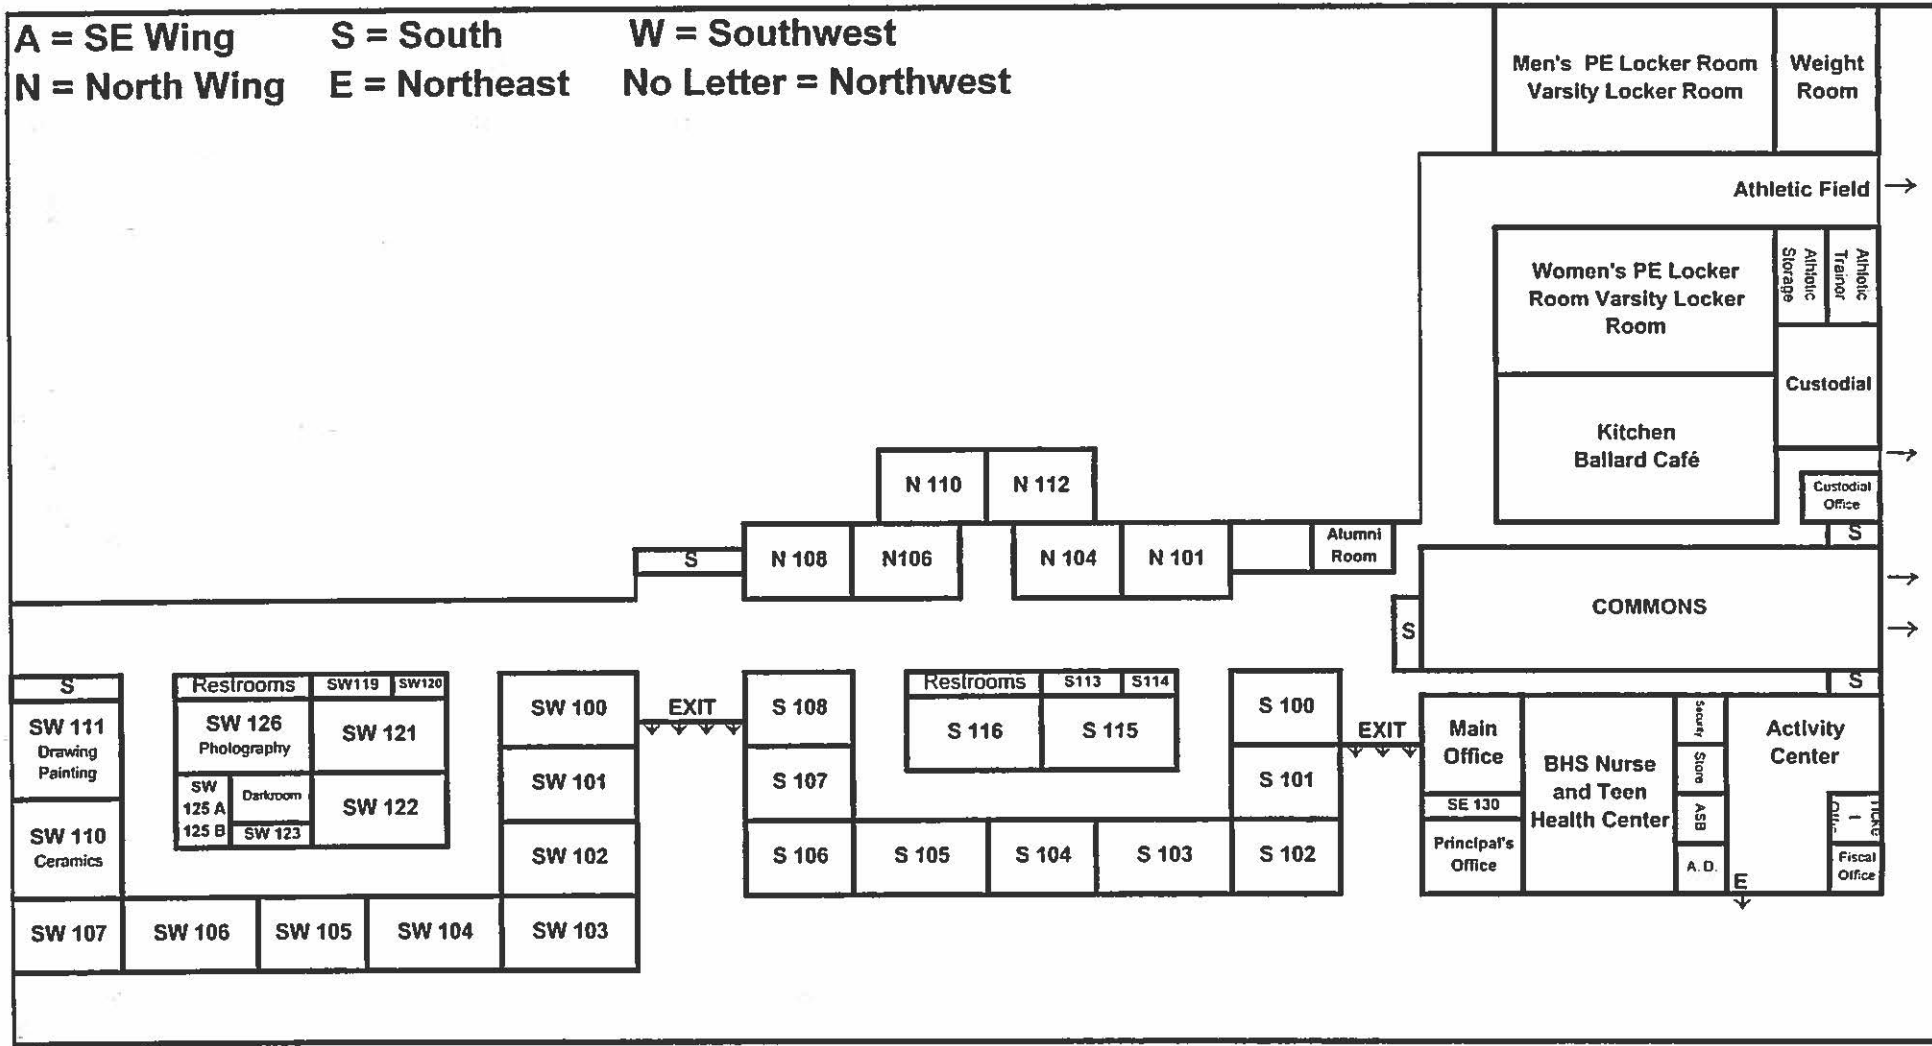 A = SE Wing S = South W = Southwest
N = North Wing E = Northeast No Letter = Northwest
Men's PE Locker Room
Varsity Locker Room
Weight
Room
Athletic Field
Women's PE Locker
Room Varsity Locker
Room
Athlotic
Storage
Athlotic
Trainor
Custodial
Kitchen
Ballard Café
Custodial
Office
S
N 110
N 112
S
N 108
N106
N 104
N 101
Alumni
Room
COMMONS
S
S
S
Restrooms
SW119
SW120
SW 100
EXIT
S 108
Restrooms
S113
S114
S 100
EXIT
SW 111
Drawing
Painting
SW 126
Photography
SW 121
S 116
S 115
Main
Office
BHS Nurse
and Teen
Health Center
Security
Store
ASB
A.D.
Activity
Center
SW 101
S 107
S 101
SW
125 A
125 B
Darkroom
SW 123
SW 122
SE 130
SW 110
Ceramics
SW 102
S 106
S 105
S 104
S 103
S 102
Principal's
Office
Fiscal
Office
E
SW 107
SW 106
SW 105
SW 104
SW 103